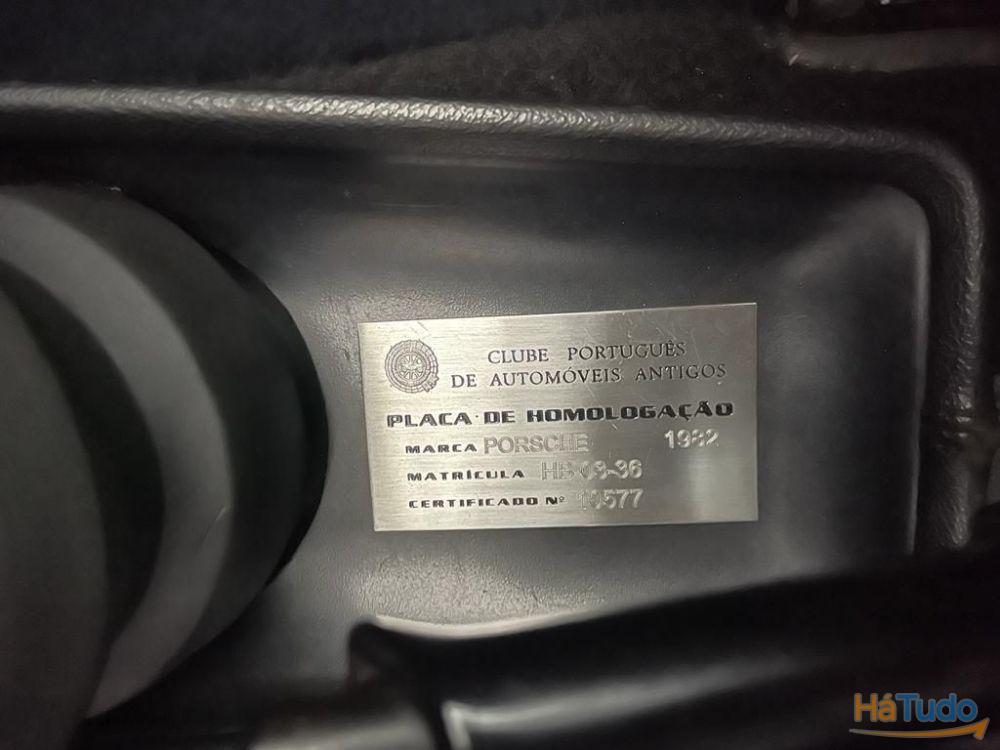 CLUBE PORTUGUÊS
DE AUTOMÓVEIS ANTIGOS
PLACA DE HOMOLOGAÇÃO
MARCA PORSCHE 1982
MATRÍCULA
CERTIFICADO Nº
HáTudo